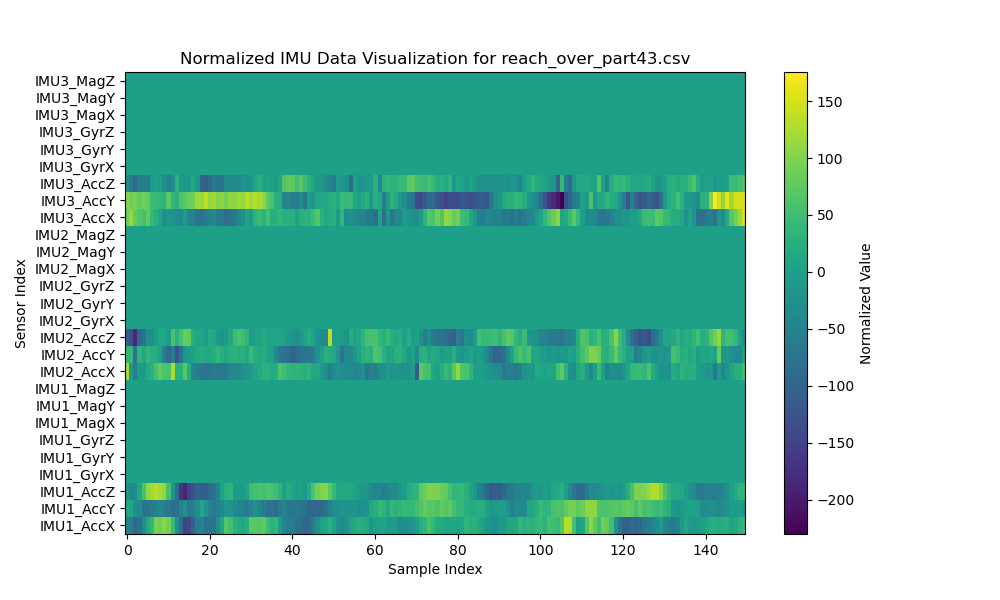 Normalized IMU Data Visualization for reach_over_part43.csv
Sensor Index
IMU3_MagZ
IMU3_MagY
IMU3_MagX
IMU3_GyrZ
IMU3_GyrY
IMU3_GyrX
IMU3_AccZ
IMU3_AccY
IMU3_AccX
IMU2_MagZ
IMU2_MagY
IMU2_MagX
IMU2_GyrZ
IMU2_GyrY
IMU2_GyrX
IMU2_AccZ
IMU2_AccY
IMU2_AccX
IMU1_MagZ
IMU1_MagY
IMU1_MagX
IMU1_GyrZ
IMU1_GyrY
IMU1_GyrX
IMU1_AccZ
IMU1_AccY
IMU1_AccX
0 20 40 60 80 100 120 140
Sample Index
150
100
50
0
−50
−100
−150
−200
Normalized Value